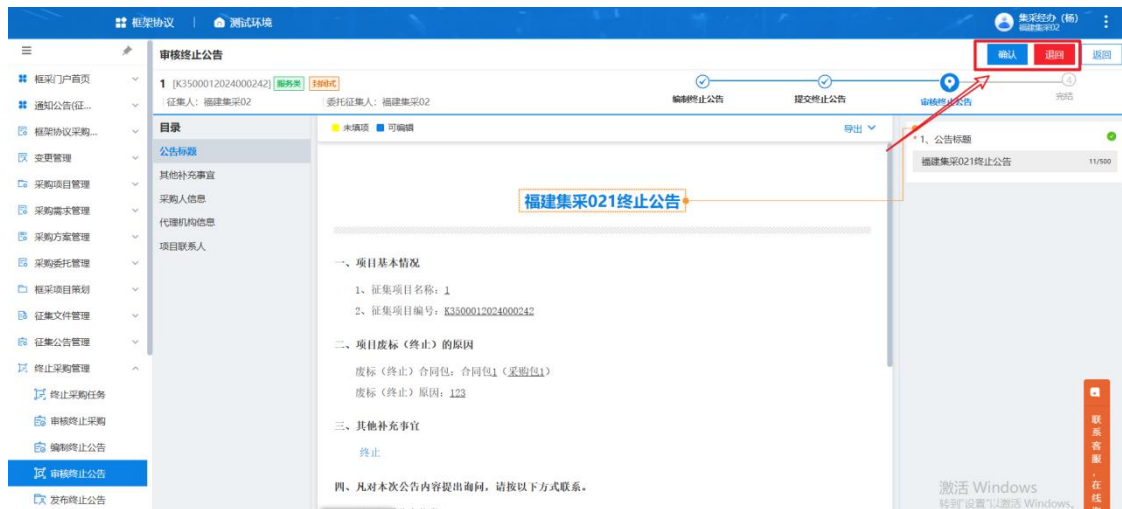 框架协议 | 测试环境
集采经办（杨）
福建集采02
审核终止公告
确认 退回 返回
框采门户首页
通知公告(征...
框架协议采购...
变更管理
采购项目管理
采购需求管理
采购方案管理
采购委托管理
框采项目策划
征集文件管理
征集公告管理
终止采购管理
终止采购任务
审核终止采购
编制终止公告
审核终止公告
发布终止公告
1 [K3500012024000242] 服务类 封闭式
征集人：福建集采02 委托征集人：福建集采02
编制终止公告
提交终止公告
审核终止公告
4
完结
目录
公告标题
其他补充事宜
采购人信息
代理机构信息
项目联系人
未填项 可编辑 导出
福建集采021终止公告
一、项目基本情况
1、征集项目名称：1
2、征集项目编号：K3500012024000242
二、项目废标（终止）的原因
废标（终止）合同包：合同包1（采购包1）
废标（终止）原因：123
三、其他补充事宜
终止
四、凡对本次公告内容提出询问，请按以下方式联系。
* 1、公告标题
福建集采021终止公告 11/500
联系客服，在线
激活 Windows
转到"设置"以激活 Windows。